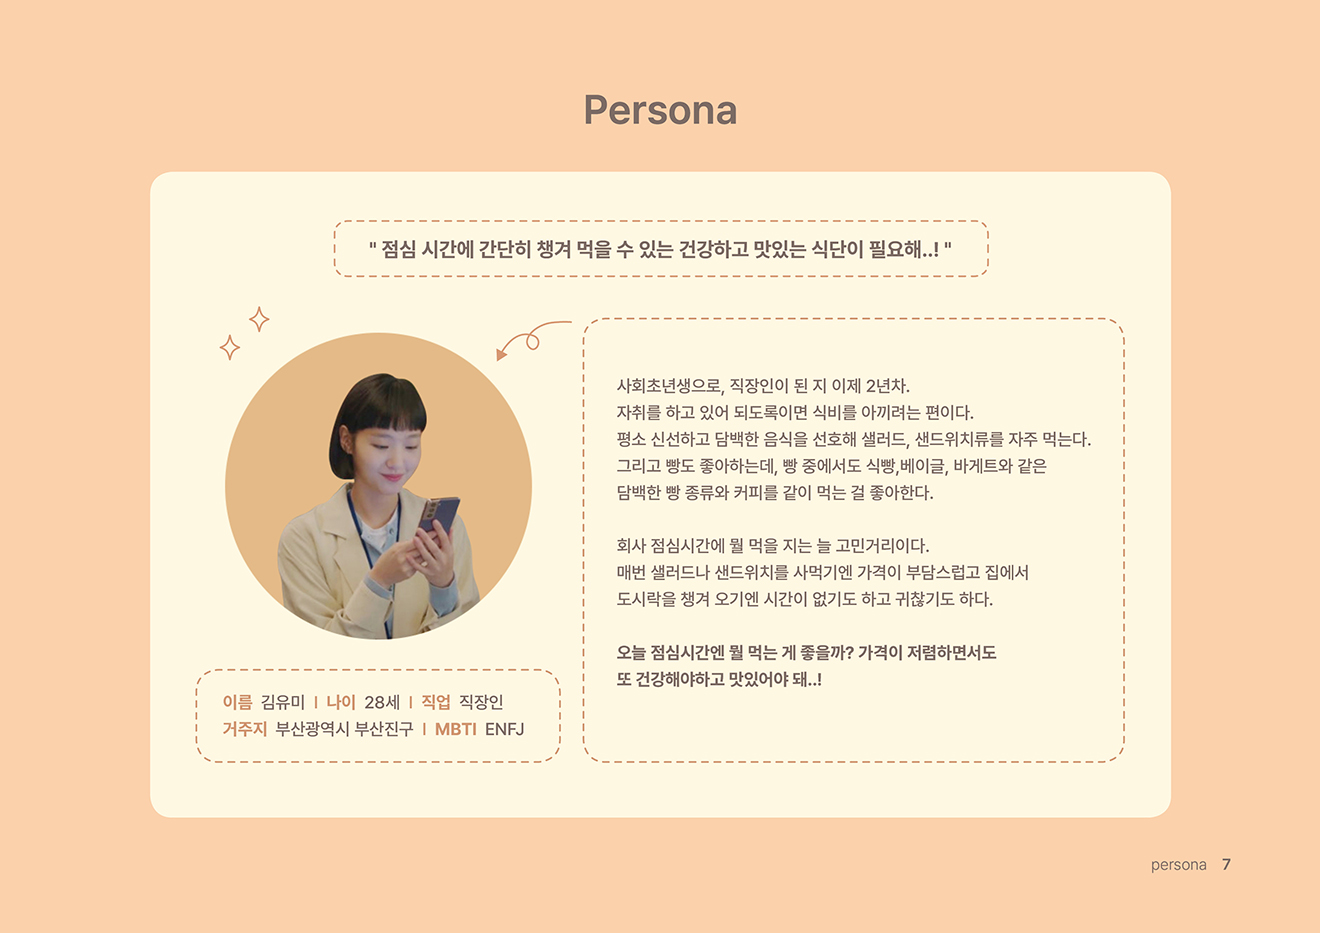 Persona
" 점심 시간에 간단히 챙겨 먹을 수 있는 건강하고 맛있는 식단이 필요해..! "
사회초년생으로, 직장인이 된 지 이제 2년차.
자취를 하고 있어 되도록이면 식비를 아끼려는 편이다.
평소 신선하고 담백한 음식을 선호해 샐러드, 샌드위치류를 자주 먹는다.
그리고 빵도 좋아하는데, 빵 중에서도 식빵,베이글, 바게트와 같은
담백한 빵 종류와 커피를 같이 먹는 걸 좋아한다.
회사 점심시간에 뭘 먹을 지는 늘 고민거리이다.
매번 샐러드나 샌드위치를 사먹기엔 가격이 부담스럽고 집에서
도시락을 챙겨 오기엔 시간이 없기도 하고 귀찮기도 하다.
오늘 점심시간엔 뭘 먹는 게 좋을까? 가격이 저렴하면서도
또 건강해야하고 맛있어야 돼..!
이름 김유미 | 나이 28세 | 직업 직장인
거주지 부산광역시 부산진구 | MBTI ENFJ
persona 7